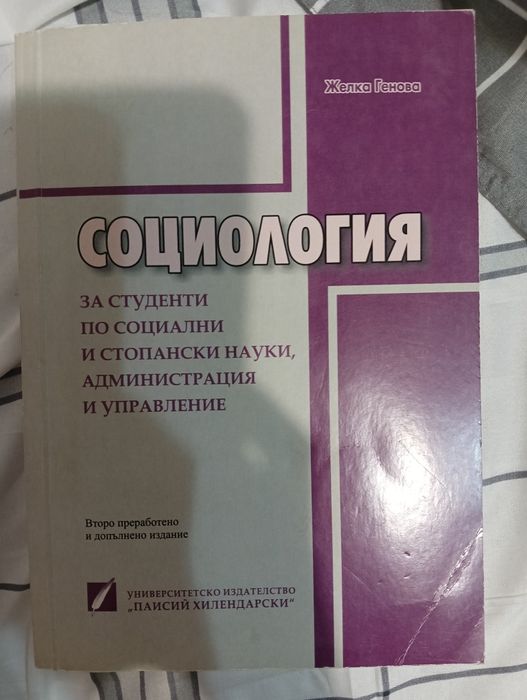 Желка Генова
СОЦИОЛОГИЯ
ЗА СТУДЕНТИ
ПО СОЦИАЛНИ
И СТОПАНСКИ НАУКИ,
АДМИНИСТРАЦИЯ
И УПРАВЛЕНИЕ
Второ преработено
и допълнено издание
УНИВЕРСИТЕТСКО ИЗДАТЕЛСТВО
„ПАИСИЙ ХИЛЕНДАРСКИ“